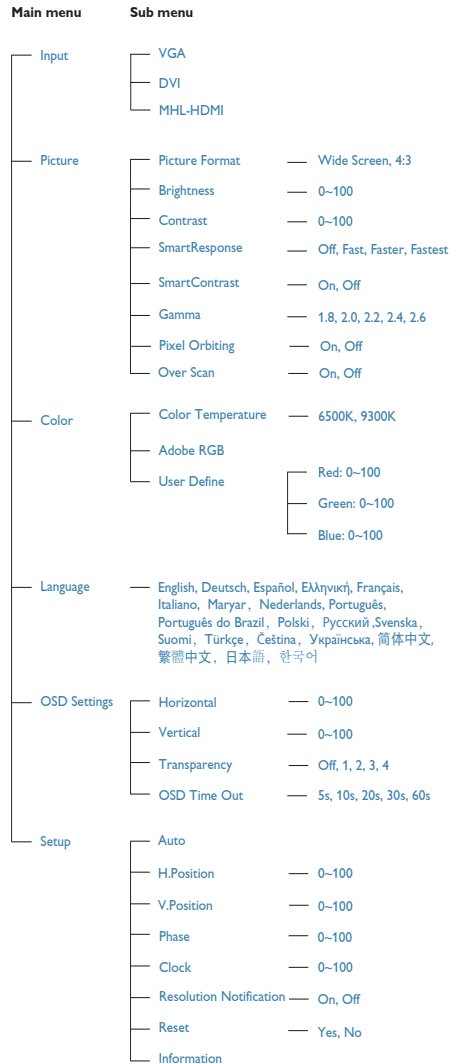 Main menu Sub menu
Input VGA
DVI
MHL-HDMI
Picture Picture Format Wide Screen, 4:3
Brightness 0~100
Contrast 0~100
SmartResponse Off, Fast, Faster, Fastest
SmartContrast On, Off
Gamma 1.8, 2.0, 2.2, 2.4, 2.6
Pixel Orbiting On, Off
Over Scan On, Off
Color Color Temperature 6500K, 9300K
Adobe RGB
User Define Red: 0~100
Green: 0~100
Blue: 0~100
Language English, Deutsch, Español, Ελληνική, Français,
Italiano, Maryar, Nederlands, Português,
Português do Brazil, Polski, Русский ,Svenska,
Suomi, Türkçe, Čeština, Українська, 简体中文,
繁體中文, 日本語, 한국어
OSD Settings Horizontal 0~100
Vertical 0~100
Transparency Off, 1, 2, 3, 4
OSD Time Out 5s, 10s, 20s, 30s, 60s
Setup Auto
H.Position 0~100
V.Position 0~100
Phase 0~100
Clock 0~100
Resolution Notification On, Off
Reset Yes, No
Information